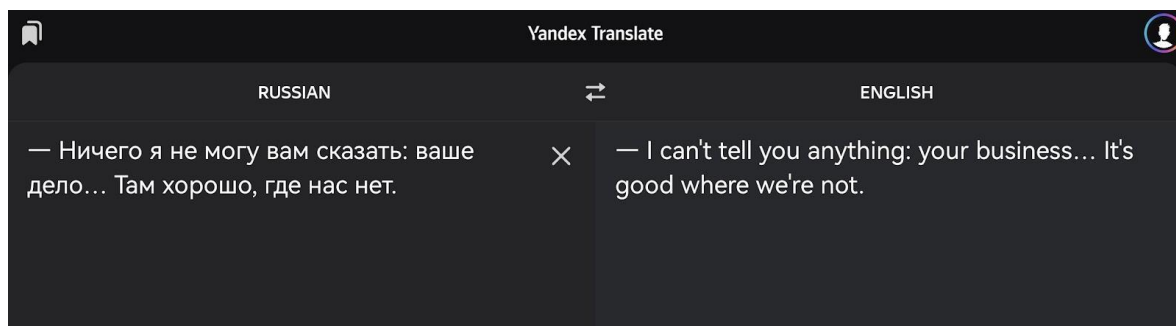 Yandex Translate
RUSSIAN
ENGLISH
— Ничего я не могу вам сказать: ваше
дело... Там хорошо, где нас нет.
— I can't tell you anything: your business... It's
good where we're not.